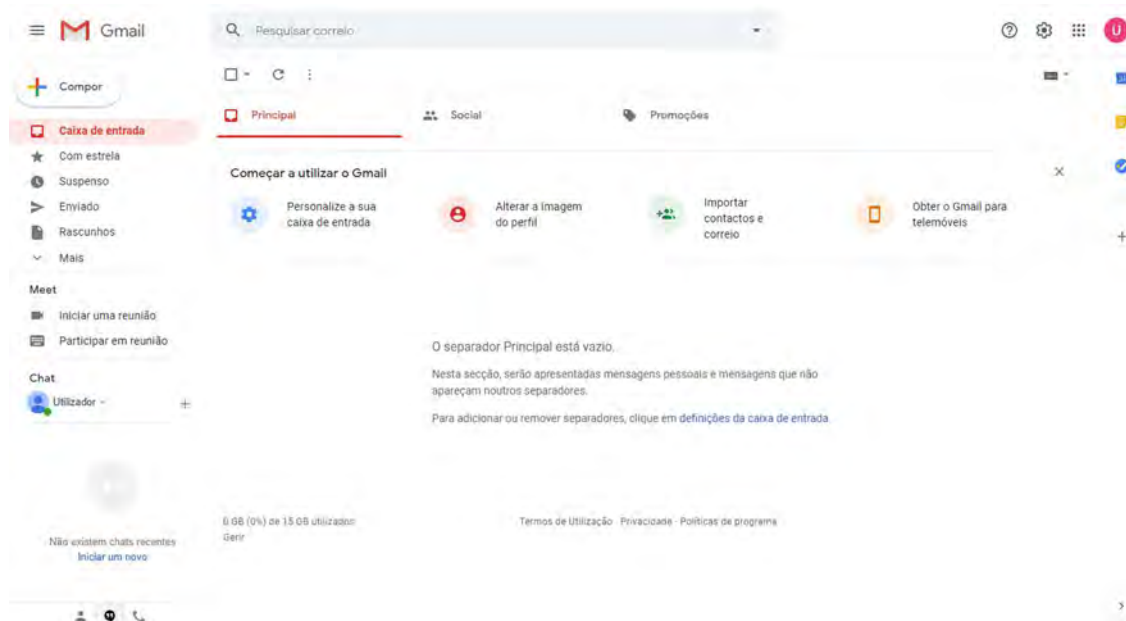 Gmail
Pesquisar correio
U
Compor
Caixa de entrada
Com estrela
Suspenso
Enviado
Rascunhos
Mais
Meet
Iniciar uma reunião
Participar em reunião
Chat
Utilizador
Não existem chats recentes
Iniciar um novo
Principal
Social
Promoções
Começar a utilizar o Gmail
Personalize a sua
caixa de entrada
Alterar a imagem
do perfil
Importar
contactos e
correio
Obter o Gmail para
telemóveis
O separador Principal está vazio.
Nesta secção, serão apresentadas mensagens pessoais e mensagens que não
apareçam noutros separadores.
Para adicionar ou remover separadores, clique em definições da caixa de entrada
0 GB (0%) de 15 GB utilizados
Gerir
Termos de Utilização · Privacidade · Políticas de programa